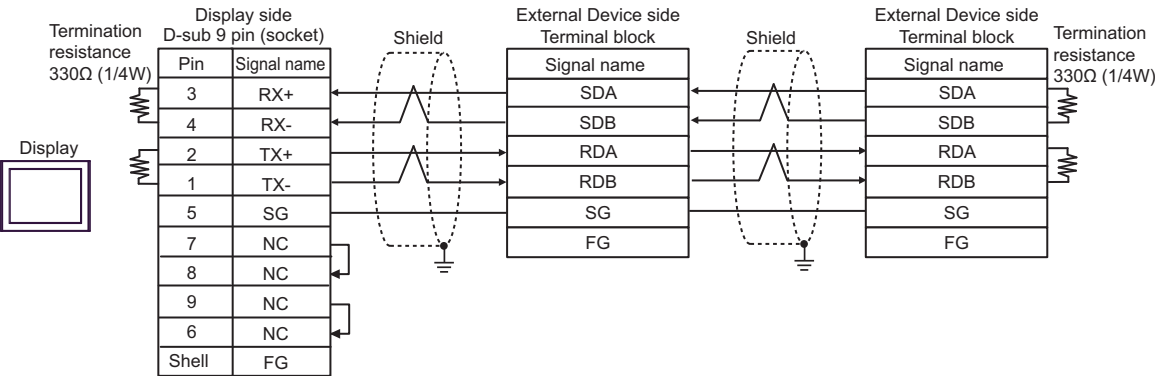 Display side
D-sub 9 pin (socket)
External Device side
Terminal block
External Device side
Terminal block
Termination
resistance
330Ω (1/4W)
Shield
Shield
Termination
resistance
330Ω (1/4W)
Display
Pin Signal name
3 RX+
4 RX-
2 TX+
1 TX-
5 SG
7 NC
8 NC
9 NC
6 NC
Shell FG
Signal name
SDA
SDB
RDA
RDB
SG
FG
Signal name
SDA
SDB
RDA
RDB
SG
FG